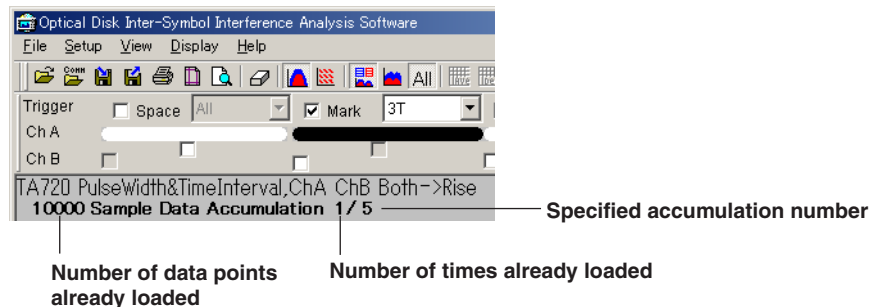 Optical Disk Inter-Symbol Interference Analysis Software
File Setup View Display Help
COMM All
Trigger Space All Mark 3T
Ch A
Ch B
TA720 PulseWidth&TimeInterval,ChA ChB Both->Rise
10000 Sample Data Accumulation 1/ 5
Specified accumulation number
Number of data points
already loaded
Number of times already loaded